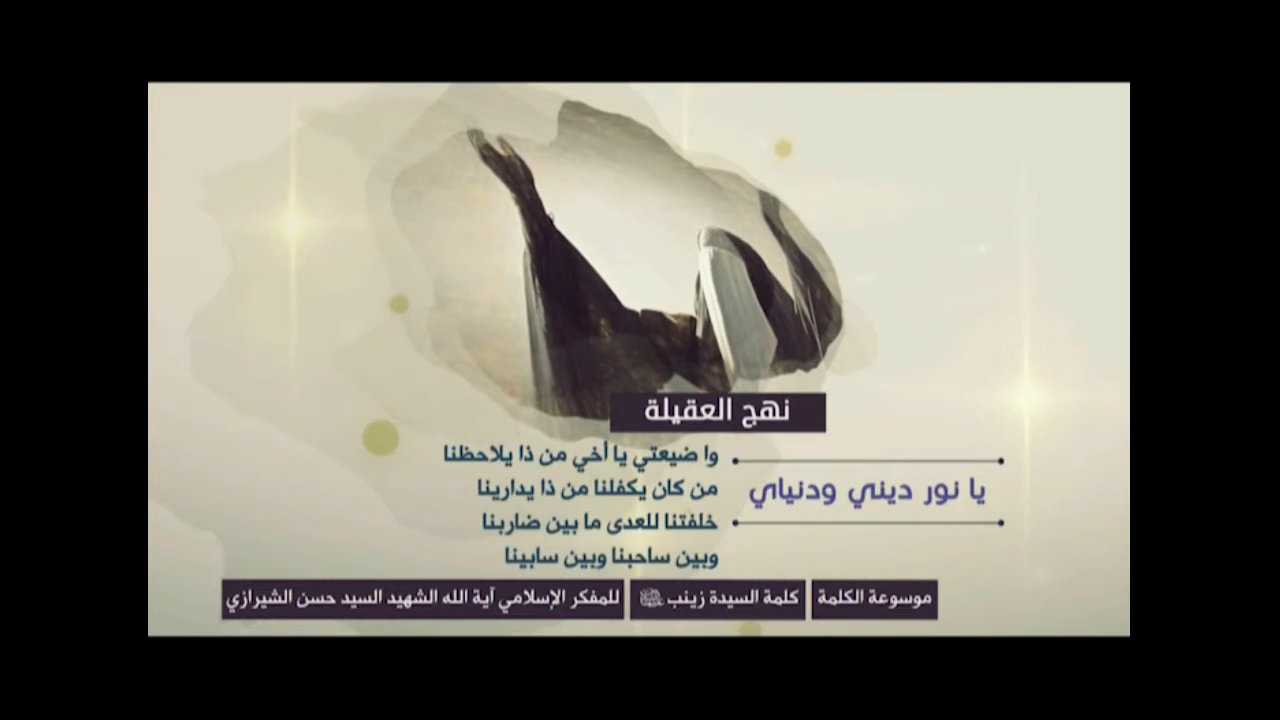 نهج العقيلة
يا نور ديني ودنياي
وا ضيعتي يا أخي من ذا يلاحظنا
من كان يكفلنا من ذا يدارينا
خلفتنا للعدى ما بين ضاربنا
وبين ساحبنا وبين سابينا
موسوعة الكلمة
كلمة السيدة زينب
للمفكر الإسلامي آية الله الشهيد السيد حسن الشيرازي